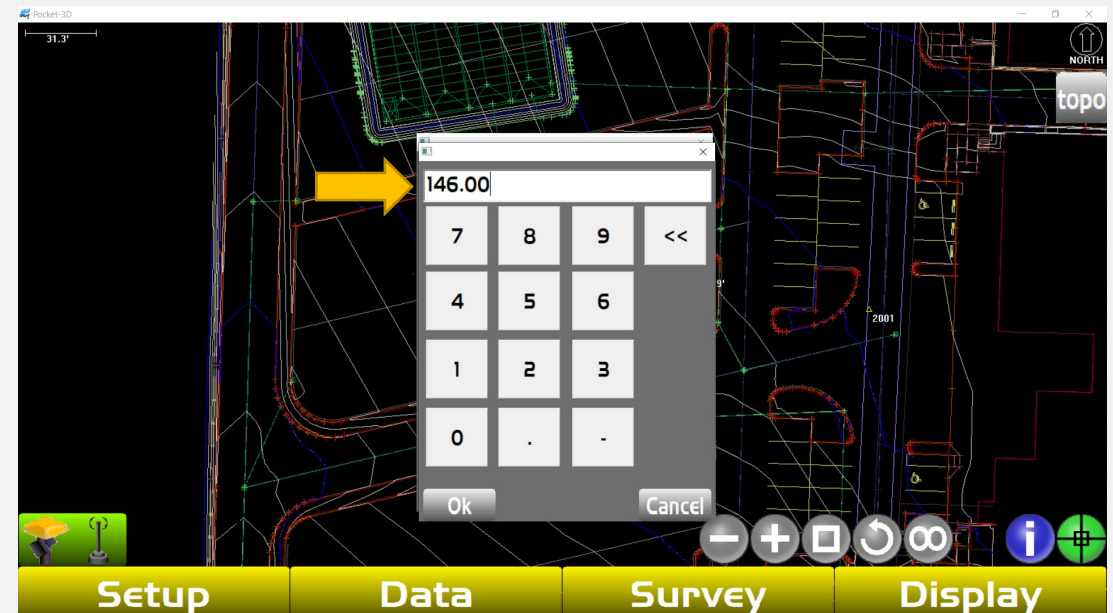 Pocket-3D
31.3'
NORTH
topo
146.00
7 8 9 <<
4 5 6
9'
2001
1 2 3
0 . -
Ok Cancel
Setup Data Survey Display